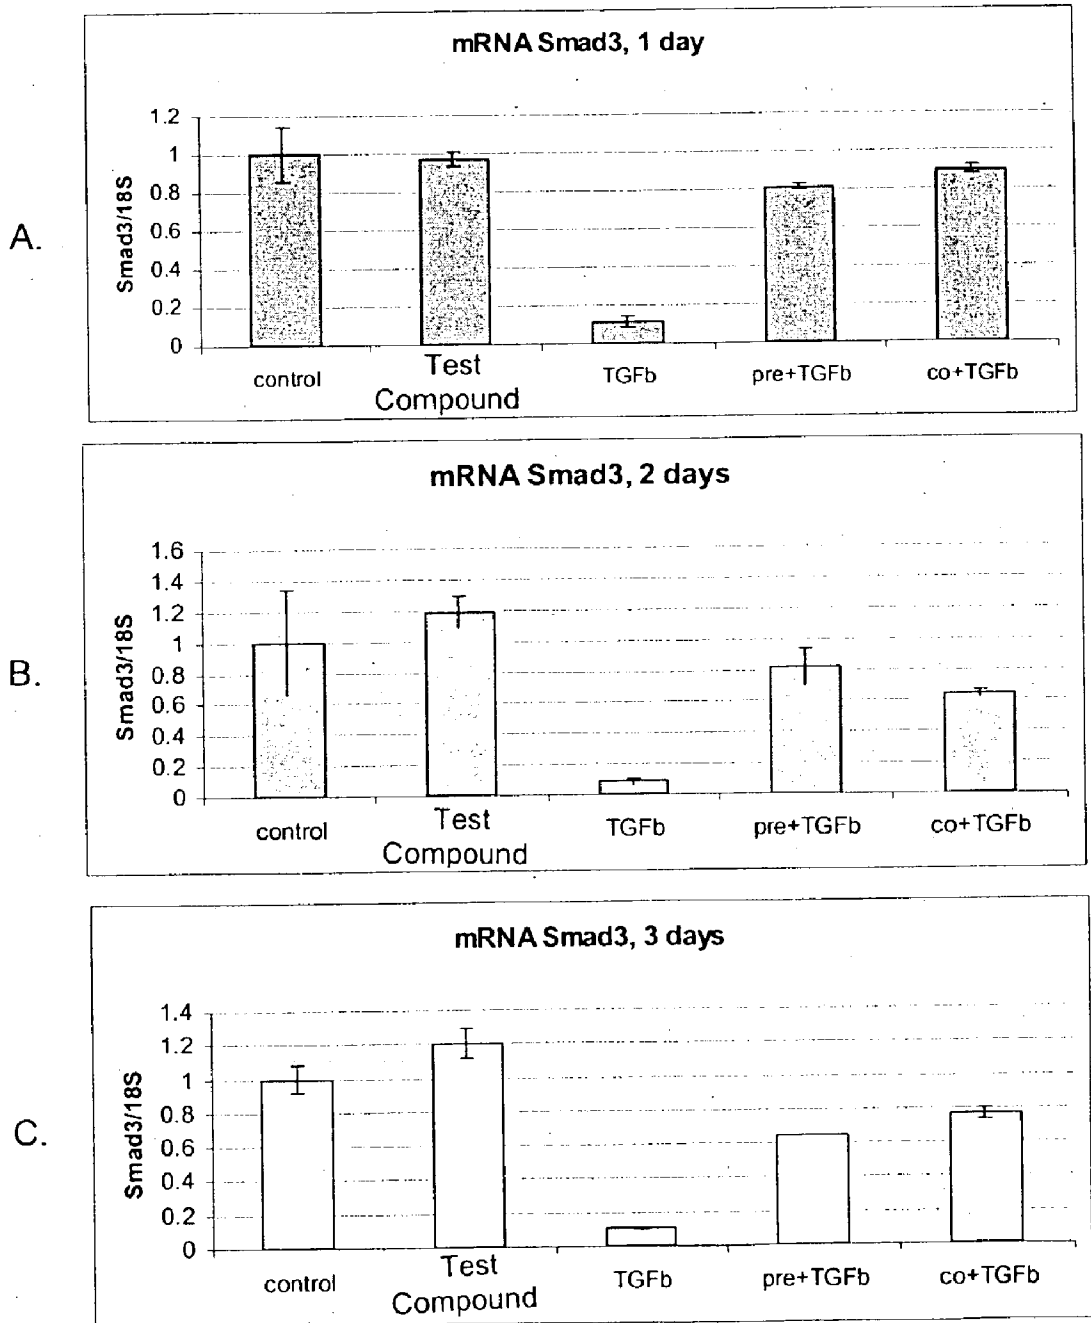 A.
mRNA Smad3, 1 day
Smad3/18S
1.2
1
0.8
0.6
0.4
0.2
0
control
Test
Compound
TGFb
pre+TGFb
co+TGFb
B.
mRNA Smad3, 2 days
Smad3/18S
1.6
1.4
1.2
1
0.8
0.6
0.4
0.2
0
control
Test
Compound
TGFb
pre+TGFb
co+TGFb
C.
mRNA Smad3, 3 days
Smad3/18S
1.4
1.2
1
0.8
0.6
0.4
0.2
0
control
Test
Compound
TGFb
pre+TGFb
co+TGFb